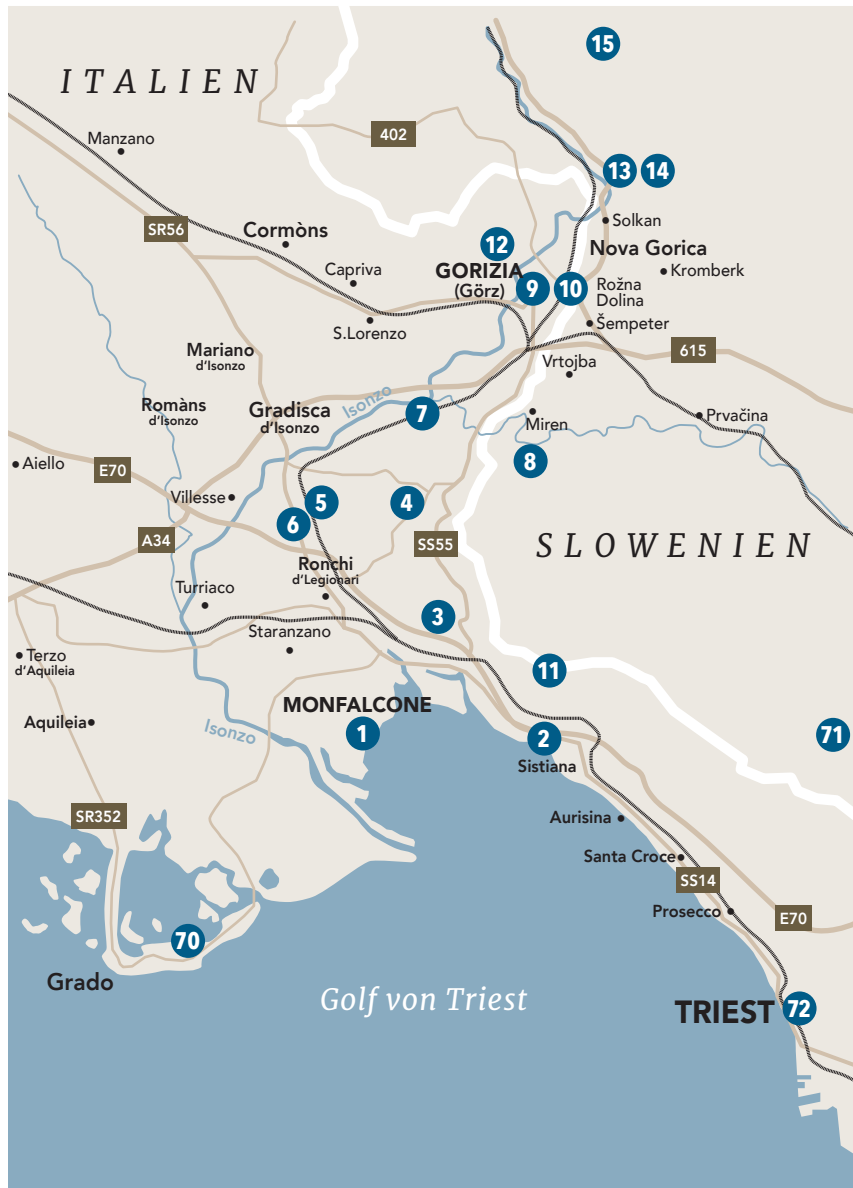 15
ITALIEN
402
Manzano
13
14
SR56
Solkan
Cormòns
12
Nova Gorica
GORIZIA
(Görz)
Kromberk
Capriva
9
10
Rožna
Dolina
S.Lorenzo
Šempeter
Mariano
d'Isonzo
615
Vrtojba
Isonzo
Romàns
d'Isonzo
Gradisca
d'Isonzo
7
Miren
Prvačina
8
Aiello
E70
Villesse
5
4
6
A34
SS55
SLOWENIEN
Ronchi
d'Legionari
Turriaco
3
Staranzano
Terzo
d'Aquileia
11
MONFALCONE
Aquileia
Isonzo
1
2
71
Sistiana
SR352
Aurisina
Santa Croce
SS14
Prosecco
E70
70
Grado
Golf von Triest
TRIEST
72